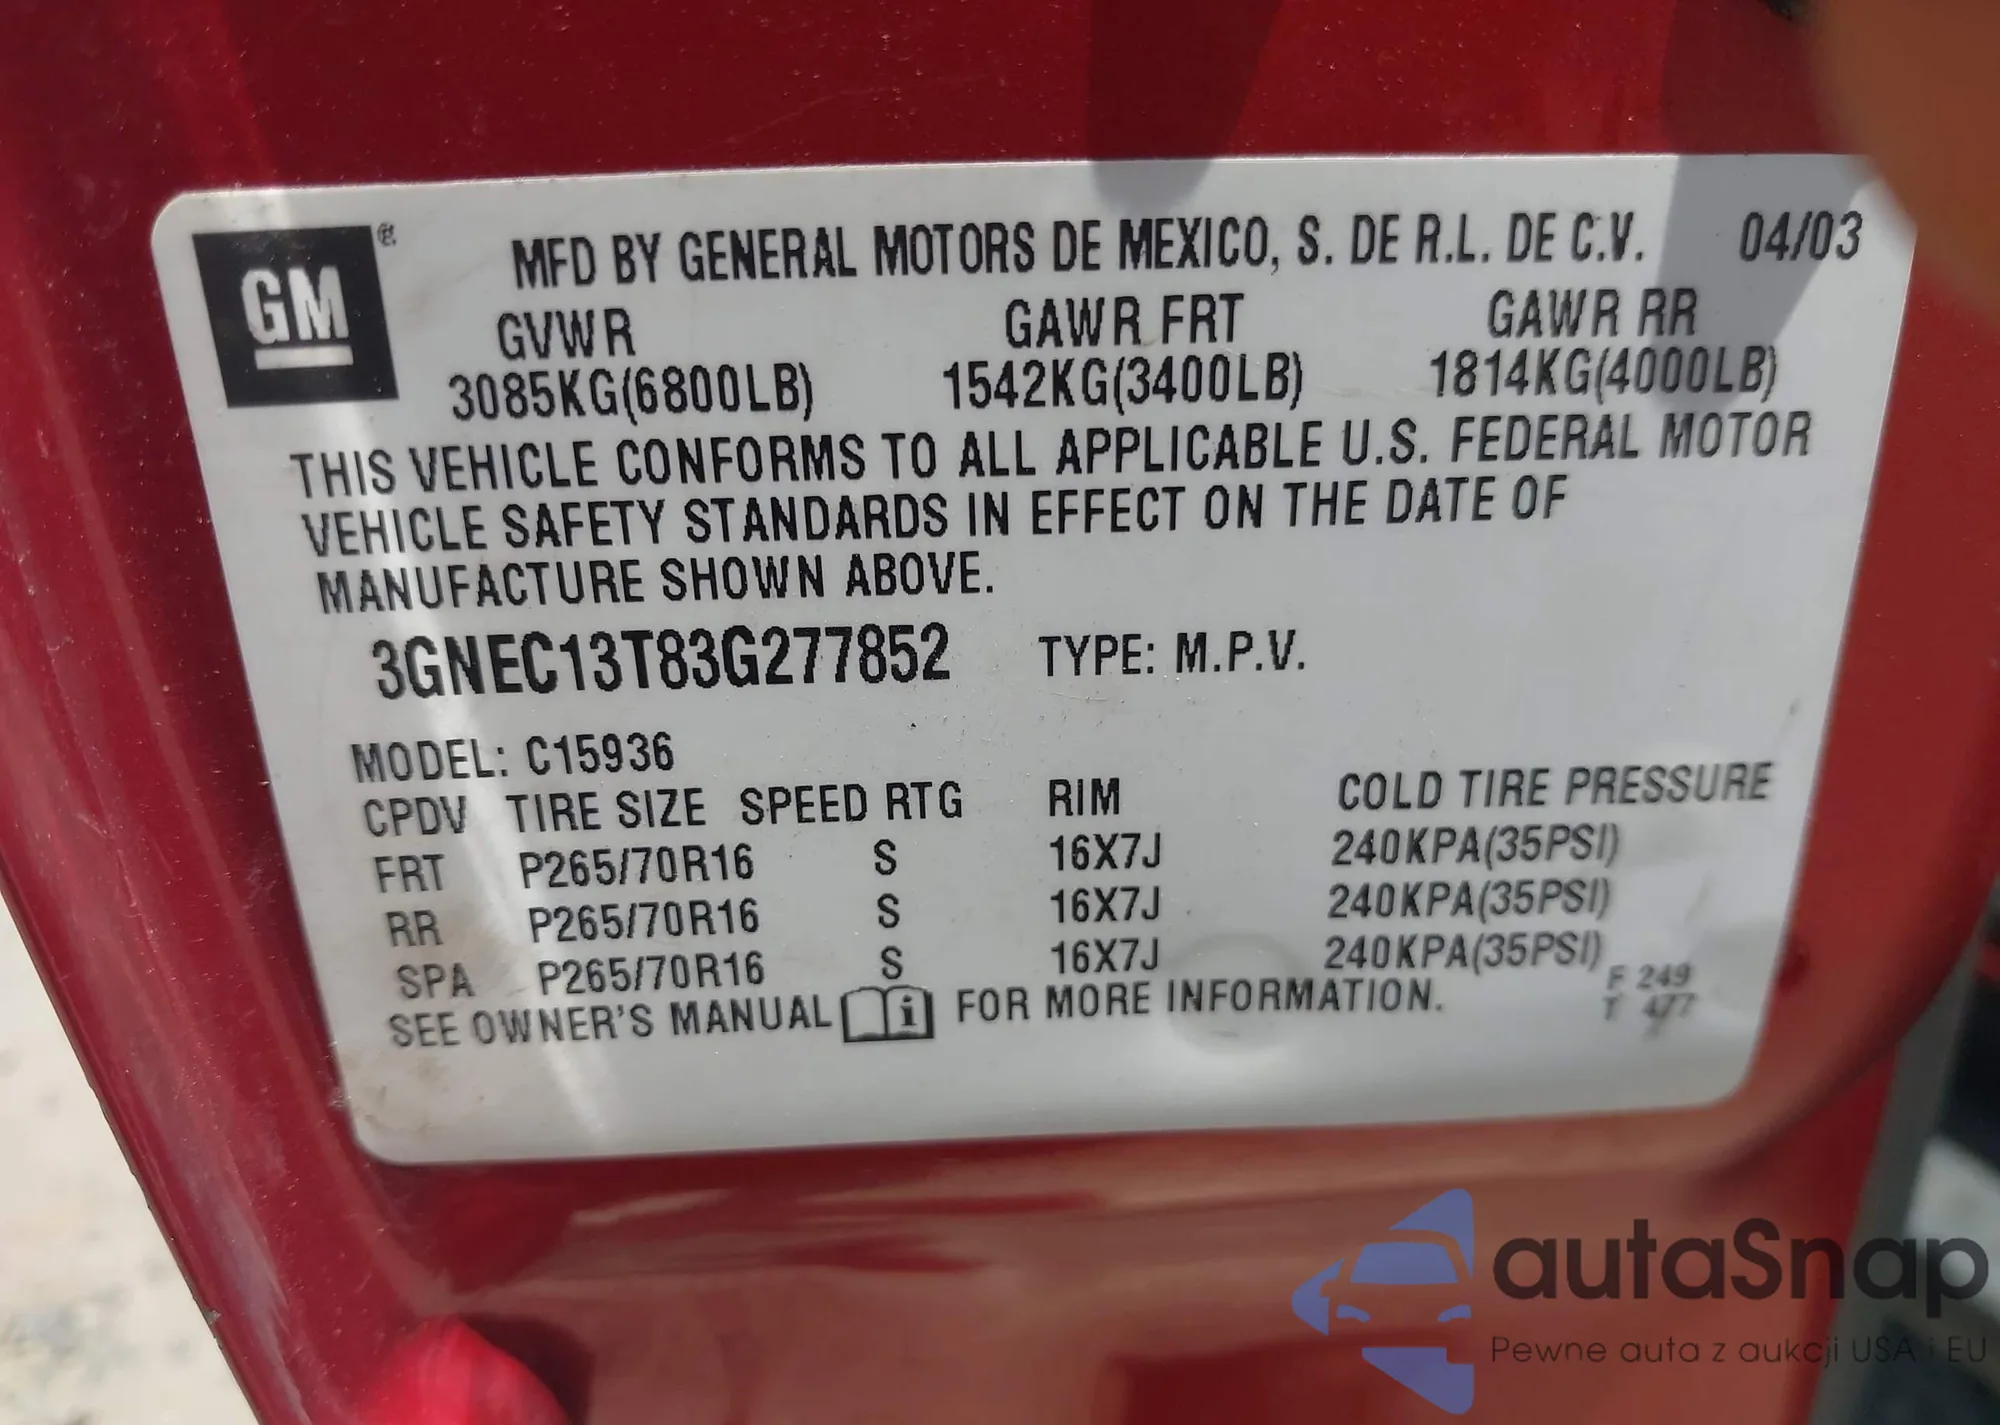 GM ®
MFD BY GENERAL MOTORS DE MEXICO, S. DE R.L. DE C.V. 04/03
GVWR GAWR FRT GAWR RR
3085KG(6800LB) 1542KG(3400LB) 1814KG(4000LB)
THIS VEHICLE CONFORMS TO ALL APPLICABLE U.S. FEDERAL MOTOR
VEHICLE SAFETY STANDARDS IN EFFECT ON THE DATE OF
MANUFACTURE SHOWN ABOVE.
3GNEC13T83G277852 TYPE: M.P.V.
MODEL: C15936
CPDV TIRE SIZE SPEED RTG RIM COLD TIRE PRESSURE
FRT P265/70R16 S 16X7J 240KPA(35PSI)
RR P265/70R16 S 16X7J 240KPA(35PSI)
SPA P265/70R16 S 16X7J 240KPA(35PSI)
F 249
T 477
SEE OWNER'S MANUAL i FOR MORE INFORMATION.
autaSnap
Pewne auta z aukcji USA i EU